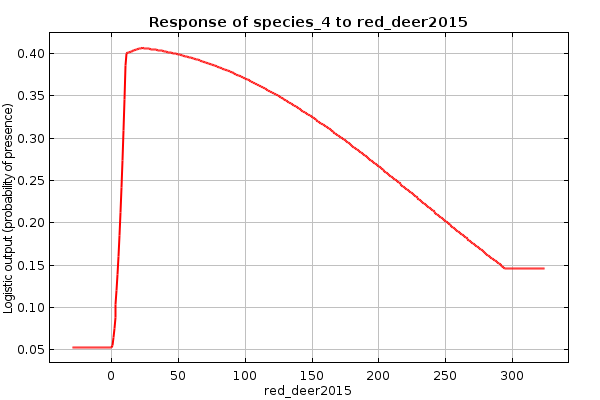 Response of species_4 to red_deer2015
Logistic output (probability of presence)
0.40
0.35
0.30
0.25
0.20
0.15
0.10
0.05
0 50 100 150 200 250 300
red_deer2015